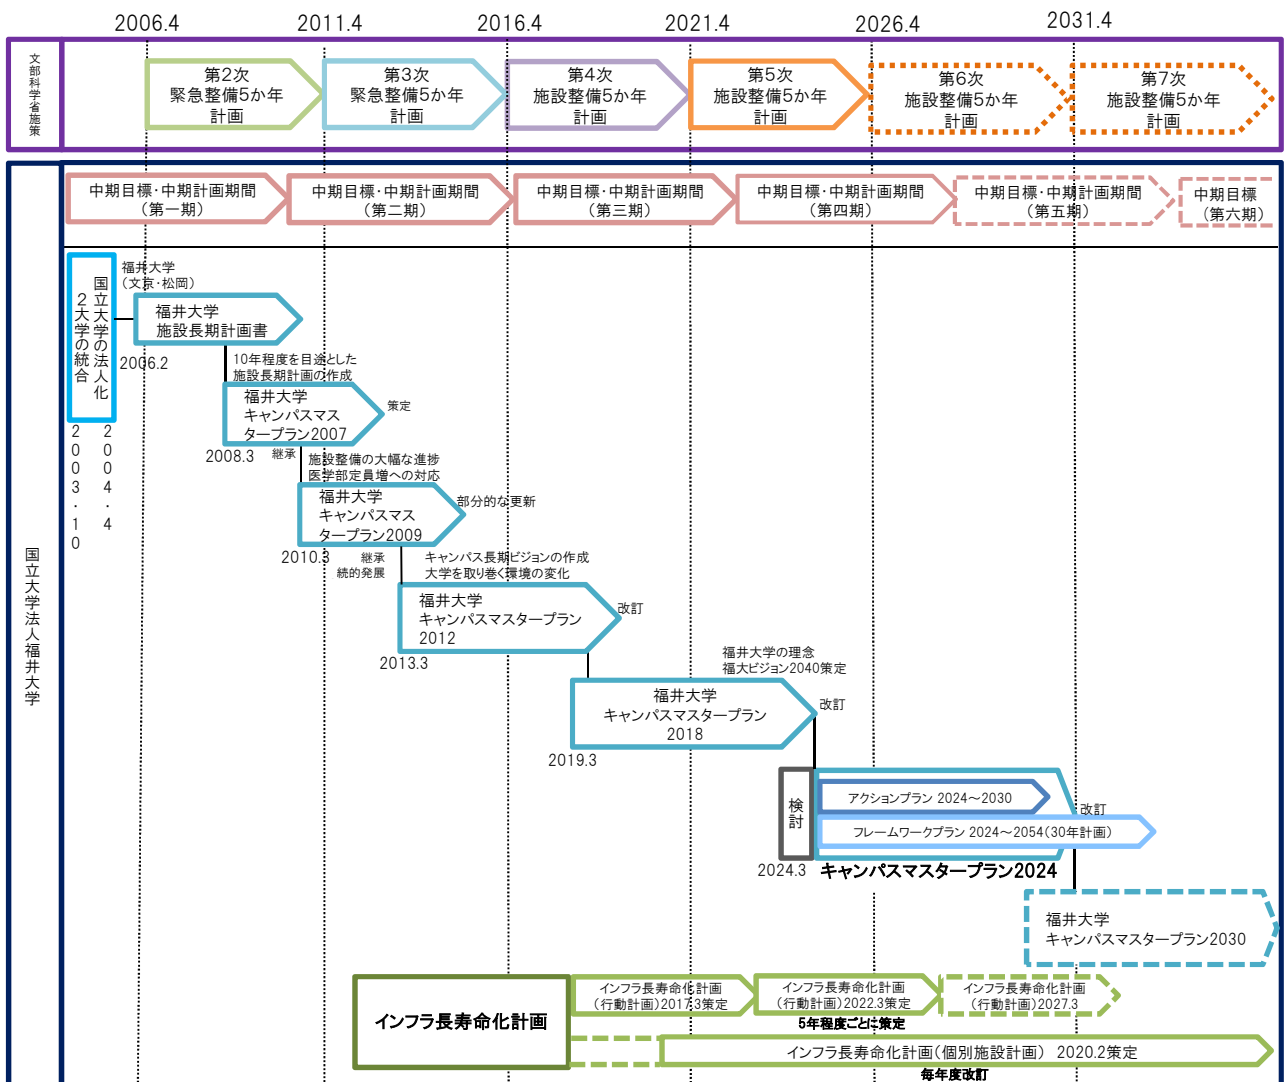 2006.4
2011.4
2016.4
2021.4
2026.4
2031.4
文部科学省施策
第2次
緊急整備5か年
計画
第3次
緊急整備5か年
計画
第4次
施設整備5か年
計画
第5次
施設整備5か年
計画
第6次
施設整備5か年
計画
第7次
施設整備5か年
計画
国立大学法人福井大学
中期目標・中期計画期間
(第一期)
中期目標・中期計画期間
(第二期)
中期目標・中期計画期間
(第三期)
中期目標・中期計画期間
(第四期)
中期目標・中期計画期間
(第五期)
中期目標
(第六期)
国立大学の法人化
2大学の統合
2004.4
2003.10
福井大学
(文京・松岡)
福井大学
施設長期計画書
2006.2
10年程度を目途とした
施設長期計画の作成
福井大学
キャンパスマス
タープラン2007
策定
2008.3
継承
施設整備の大幅な進捗
医学部定員増への対応
福井大学
キャンパスマス
タープラン2009
部分的な更新
2010.3
継承
続的発展
キャンパス長期ビジョンの作成
大学を取り巻く環境の変化
福井大学
キャンパスマスタープラン
2012
改訂
2013.3
福井大学の理念
福大ビジョン2040策定
福井大学
キャンパスマスタープラン
2018
改訂
2019.3
検討
アクションプラン 2024～2030
フレームワークプラン 2024～2054(30年計画)
改訂
2024.3
キャンパスマスタープラン2024
福井大学
キャンパスマスタープラン2030
インフラ長寿命化計画
インフラ長寿命化計画
(行動計画)2017.3策定
インフラ長寿命化計画
(行動計画)2022.3策定
インフラ長寿命化計画
(行動計画)2027.3
5年程度ごとに策定
インフラ長寿命化計画(個別施設計画) 2020.2策定
毎年度改訂